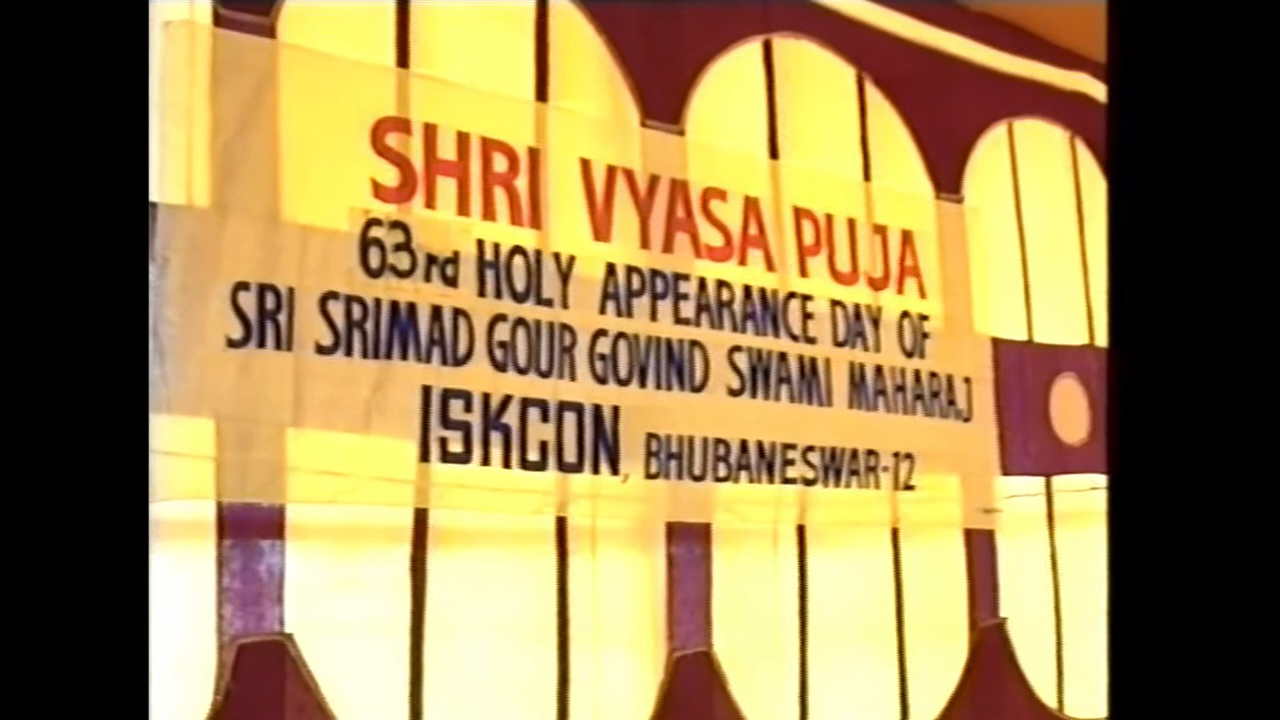 SHRI VYASA PUJA
63rd HOLY APPEARANCE DAY OF
SRI SRIMAD GOUR GOVIND SWAMI MAHARAJ
ISKCON, BHUBANESWAR-12